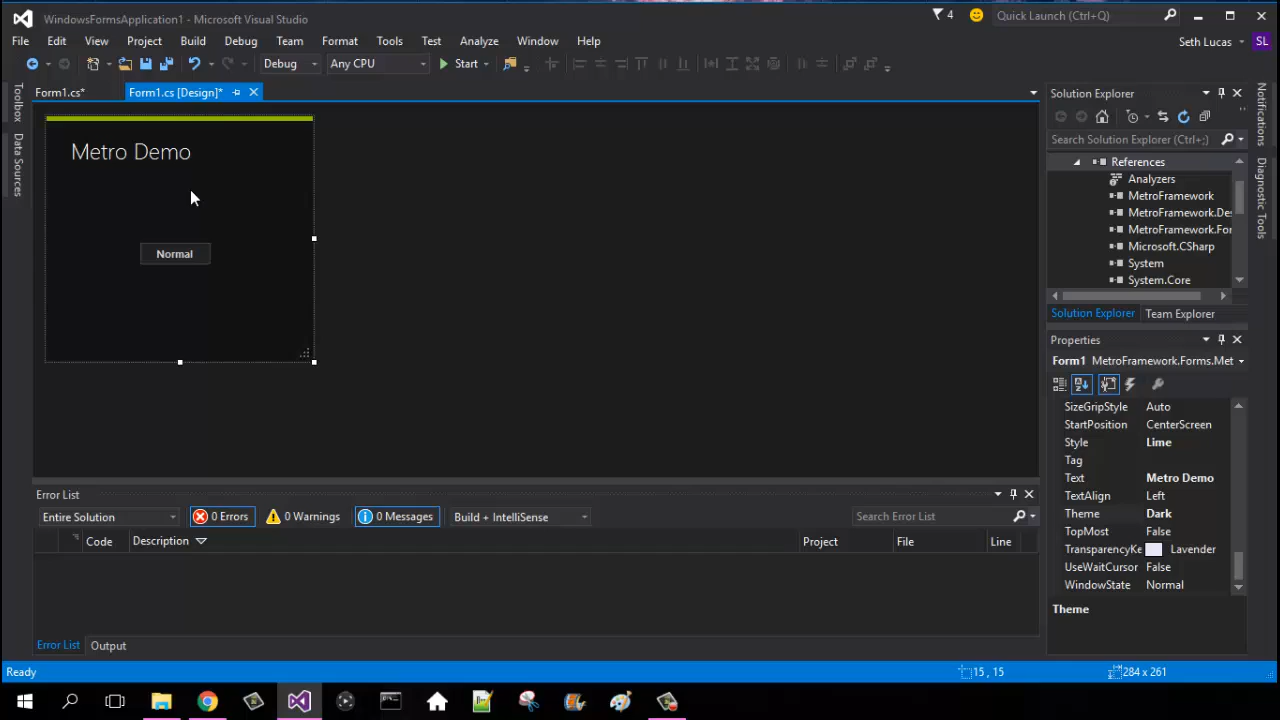 WindowsFormsApplication1 - Microsoft Visual Studio
4
Quick Launch (Ctrl+Q)
File Edit View Project Build Debug Team Format Tools Test Analyze Window Help
Seth Lucas SL
Debug Any CPU Start
Toolbox
Data Sources
Form1.cs* Form1.cs [Design]*
Metro Demo
Normal
Solution Explorer
Search Solution Explorer (Ctrl+;)
References
Analyzers
MetroFramework
MetroFramework.De
MetroFramework.For
Microsoft.CSharp
System
System.Core
Solution Explorer Team Explorer
Notifications
Diagnostic Tools
Properties
Form1 MetroFramework.Forms.Met
SizeGripStyle Auto
StartPosition CenterScreen
Style Lime
Tag
Text Metro Demo
TextAlign Left
Theme Dark
TopMost False
TransparencyKe Lavender
UseWaitCursor False
WindowState Normal
Theme
Error List
Entire Solution 0 Errors 0 Warnings 0 Messages Build + IntelliSense Search Error List
Code Description Project File Line
Error List Output
Ready 15 , 15 284 x 261